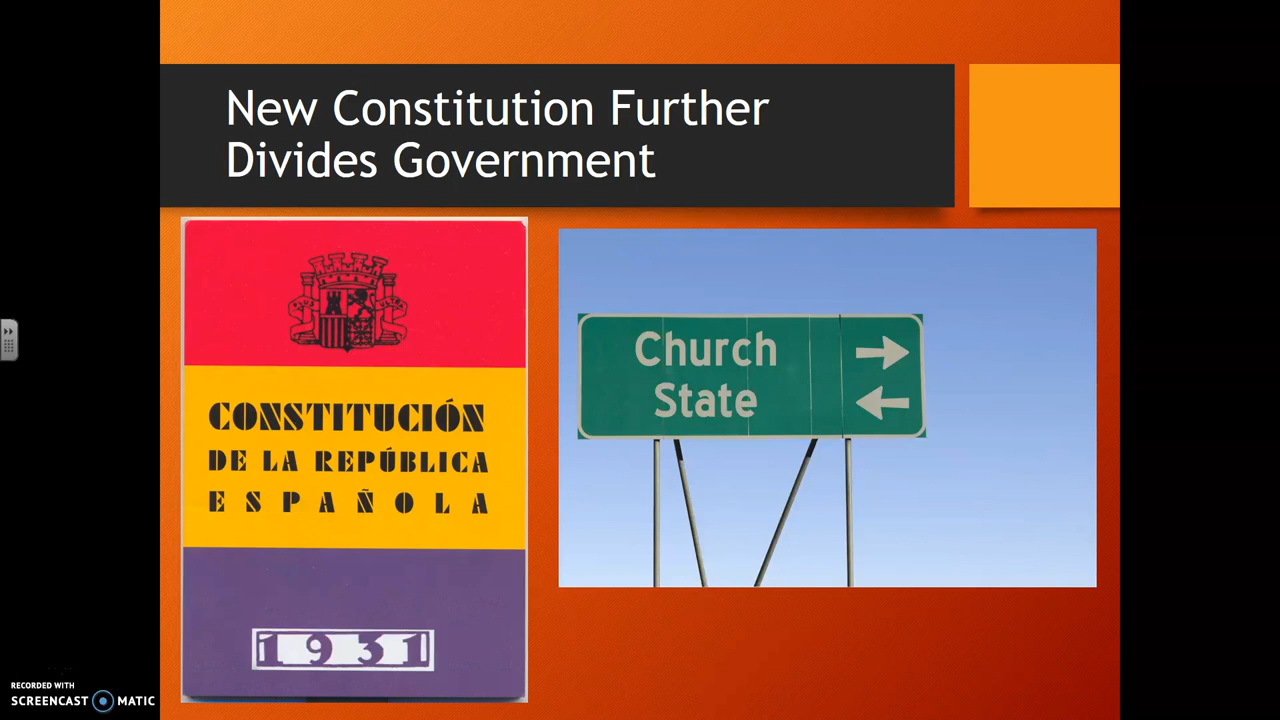 New Constitution Further
Divides Government
CONSTITUCIÓN
DE LA REPÚBLICA
ESPAÑOLA
1931
Church
State
RECORDED WITH
SCREENCAST MATIC